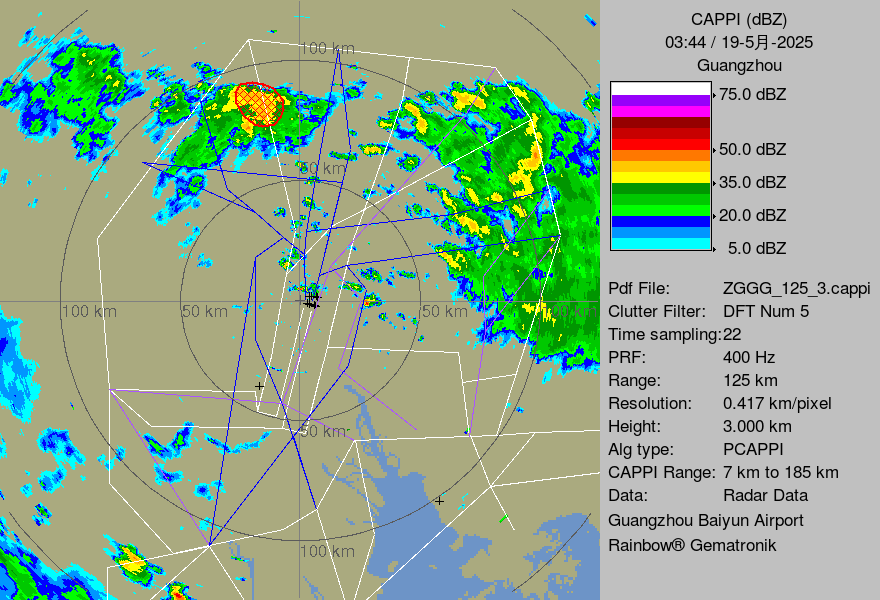 CAPPI (dBZ)
03:44 / 19-5月-2025
Guangzhou
75.0 dBZ
50.0 dBZ
35.0 dBZ
20.0 dBZ
5.0 dBZ
Pdf File: ZGGG_125_3.cappi
Clutter Filter: DFT Num 5
Time sampling:22
PRF: 400 Hz
Range: 125 km
Resolution: 0.417 km/pixel
Height: 3.000 km
Alg type: PCAPPI
CAPPI Range: 7 km to 185 km
Data: Radar Data
Guangzhou Baiyun Airport
Rainbow® Gematronik
100 km
50 km
100 km
50 km
50 km
50 km
100 km